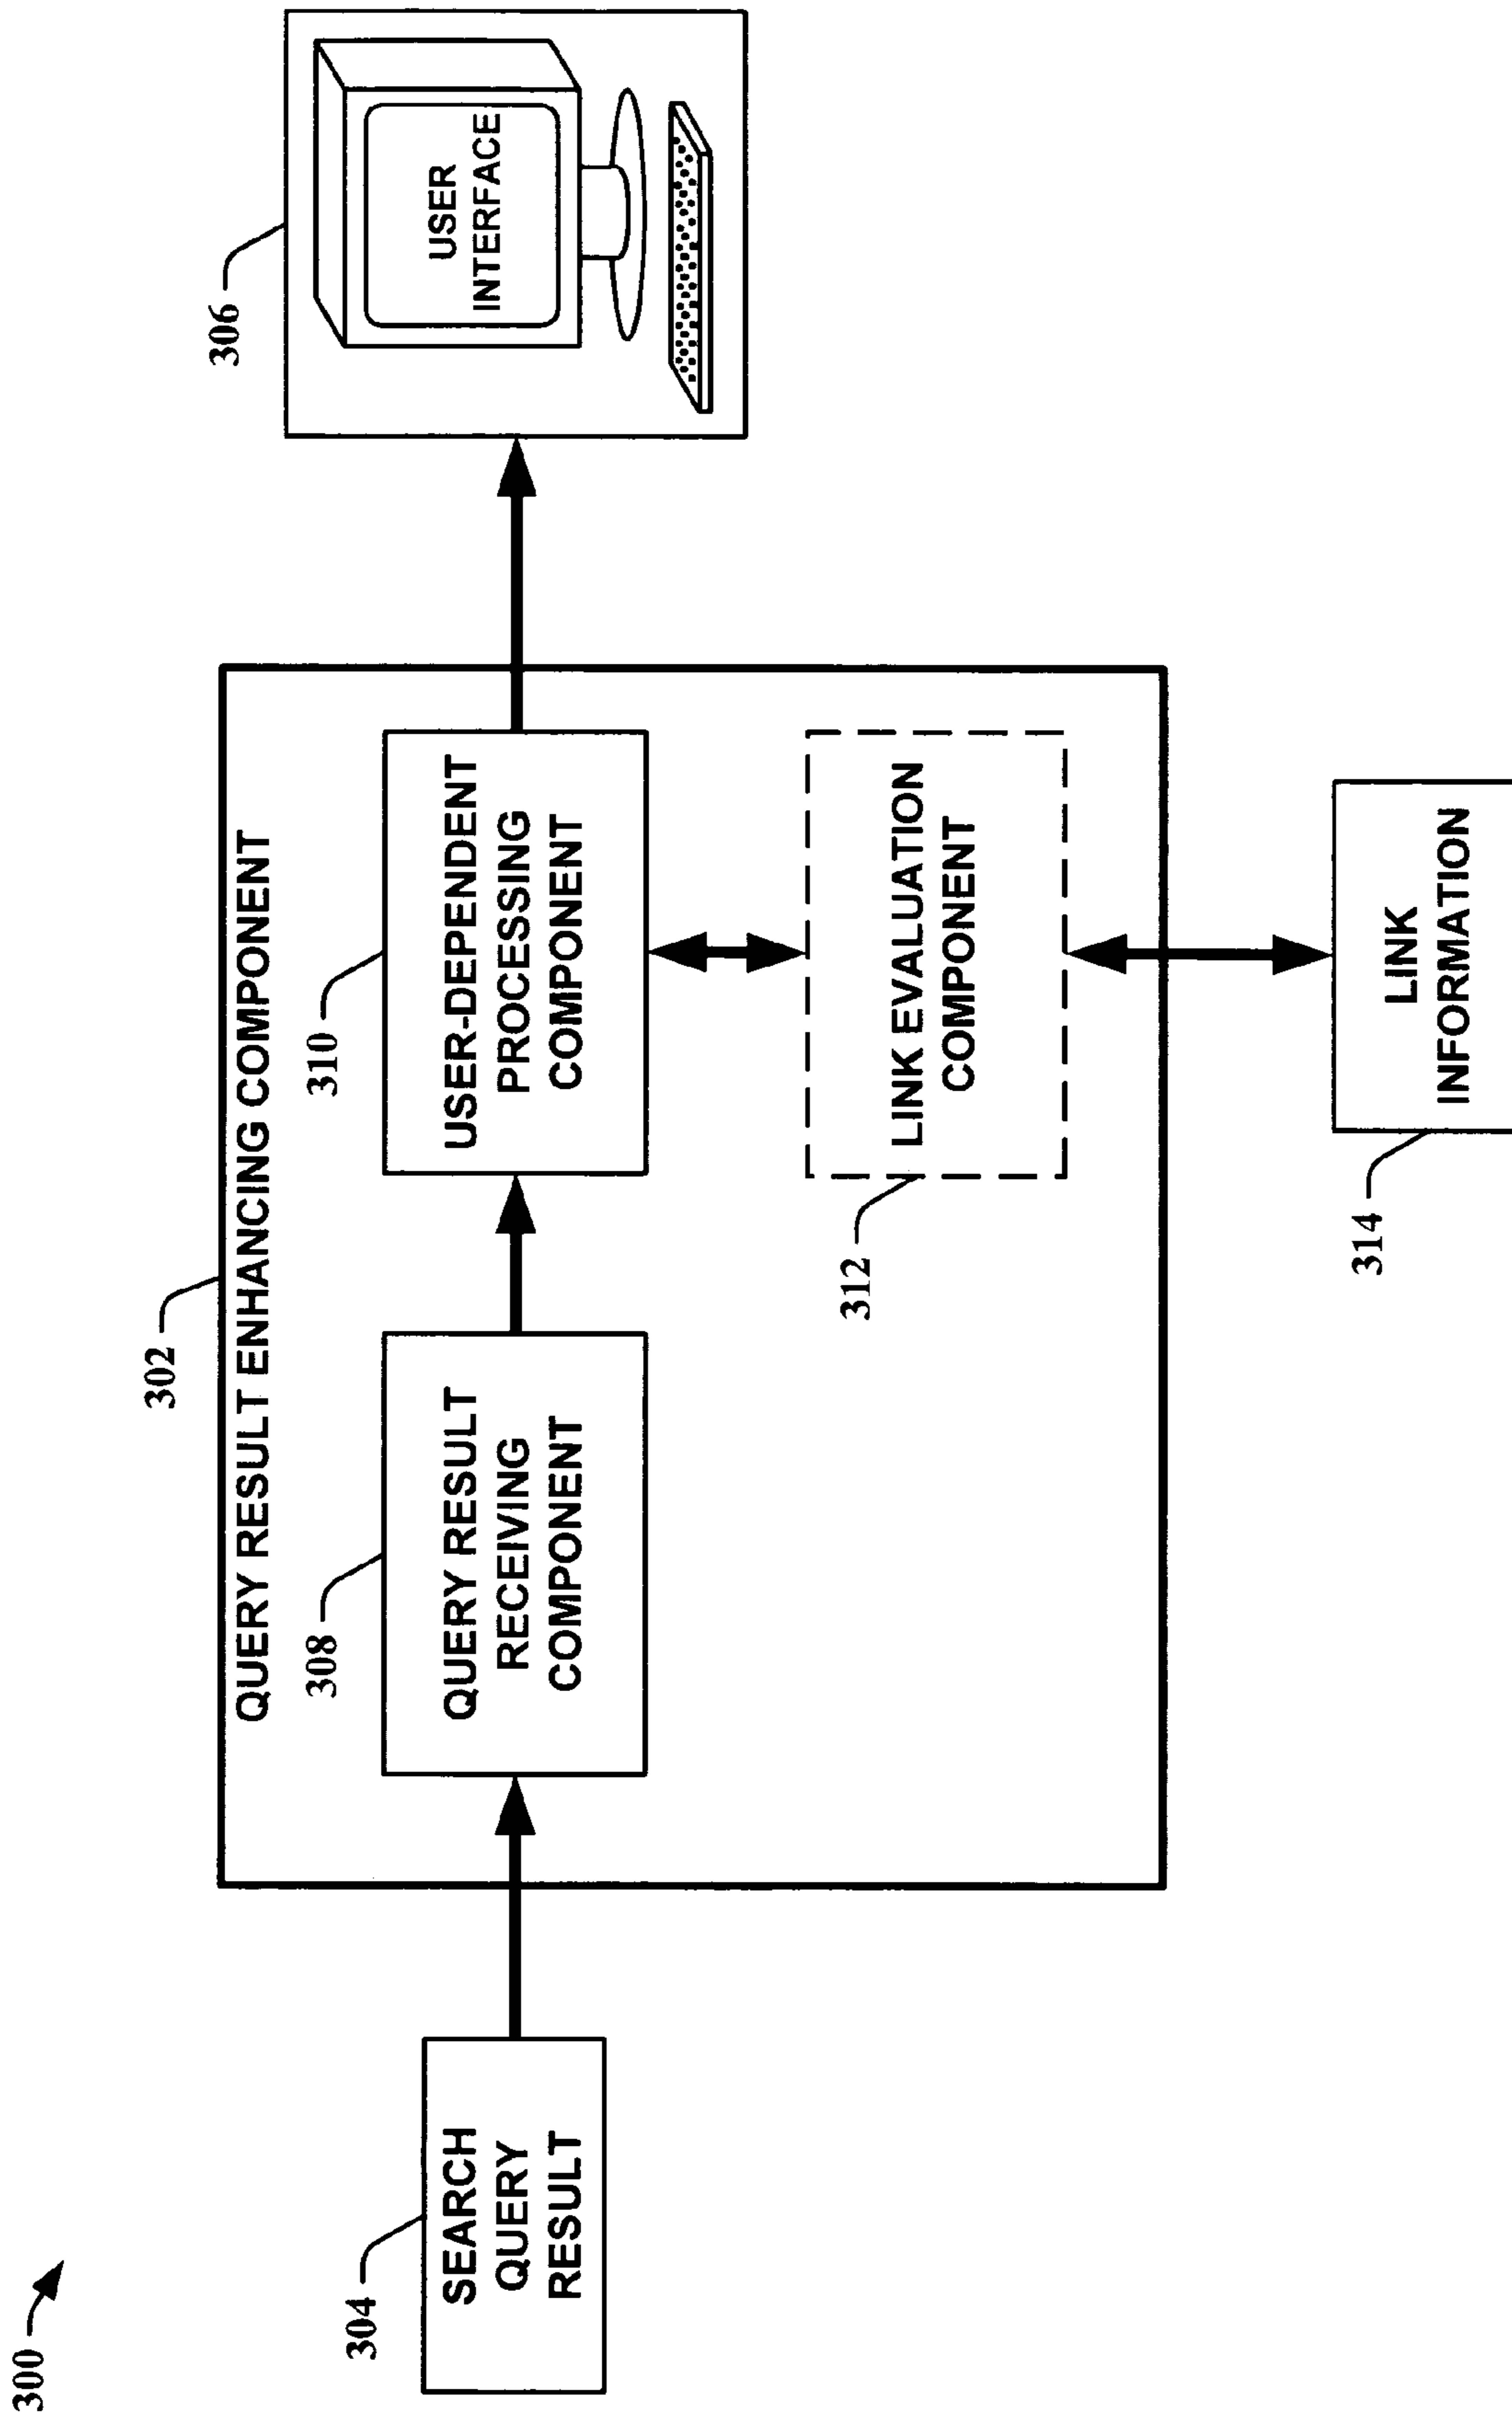 300
302
QUERY RESULT ENHANCING COMPONENT
304
SEARCH
QUERY
RESULT
308
QUERY RESULT
RECEIVING
COMPONENT
310
USER-DEPENDENT
PROCESSING
COMPONENT
306
USER
INTERFACE
312
LINK EVALUATION
COMPONENT
314
LINK
INFORMATION